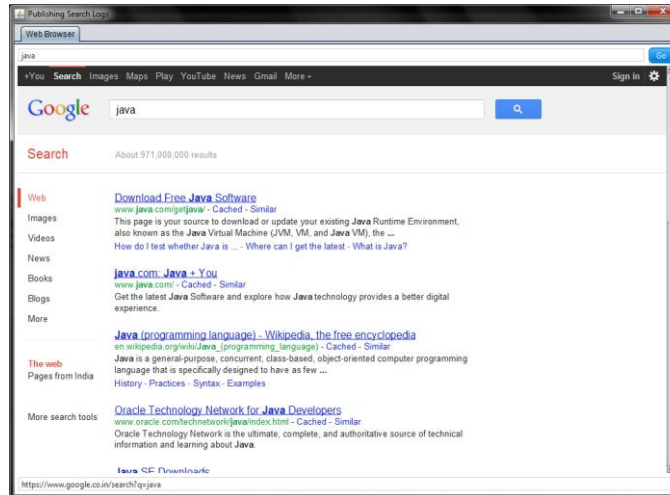 Publishing Search Logs
Web Browser
java
Go
+You Search Images Maps Play YouTube News Gmail More Sign in
Google
java
Search
About 971,000,000 results
Web
Images
Videos
News
Books
Blogs
More
The web
Pages from India
More search tools
Download Free Java Software
www.java.com/getjava/ - Cached - Similar
This page is your source to download or update your existing Java Runtime Environment,
also known as the Java Virtual Machine (JVM, VM, and Java VM), the ...
How do I test whether Java is ... - Where can I get the latest - What is Java?
java.com: Java + You
www.java.com/ - Cached - Similar
Get the latest Java Software and explore how Java technology provides a better digital
experience.
Java (programming language) - Wikipedia, the free encyclopedia
en.wikipedia.org/wiki/Java_(programming_language) - Cached - Similar
Java is a general-purpose, concurrent, class-based, object-oriented computer programming
language that is specifically designed to have as few ...
History - Practices - Syntax - Examples
Oracle Technology Network for Java Developers
www.oracle.com/technetwork/java/index.html - Cached - Similar
Oracle Technology Network is the ultimate, complete, and authoritative source of technical
information and learning about Java.
Java SE Downloads
https://www.google.co.in/search?q=java